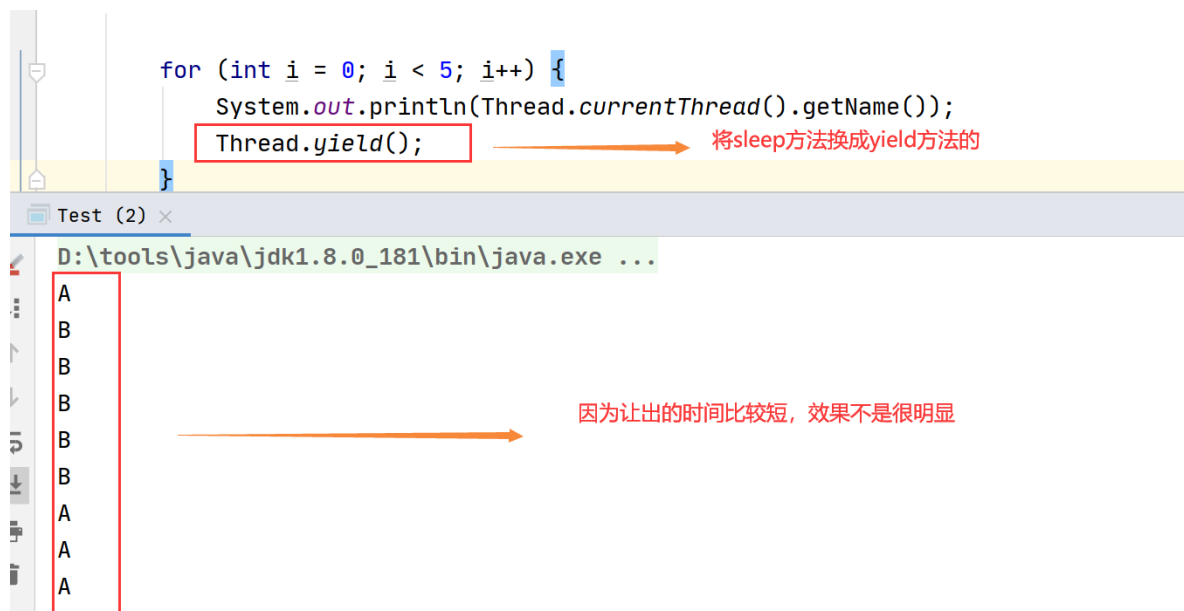 for (int i = 0; i < 5; i++) {
System.out.println(Thread.currentThread().getName());
Thread.yield();
将sleep方法换成yield方法的
}
Test (2) ×
D:\tools\java\jdk1.8.0_181\bin\java.exe ...
A
B
B
B
因为让出的时间比较短，效果不是很明显
B
B
A
A
A